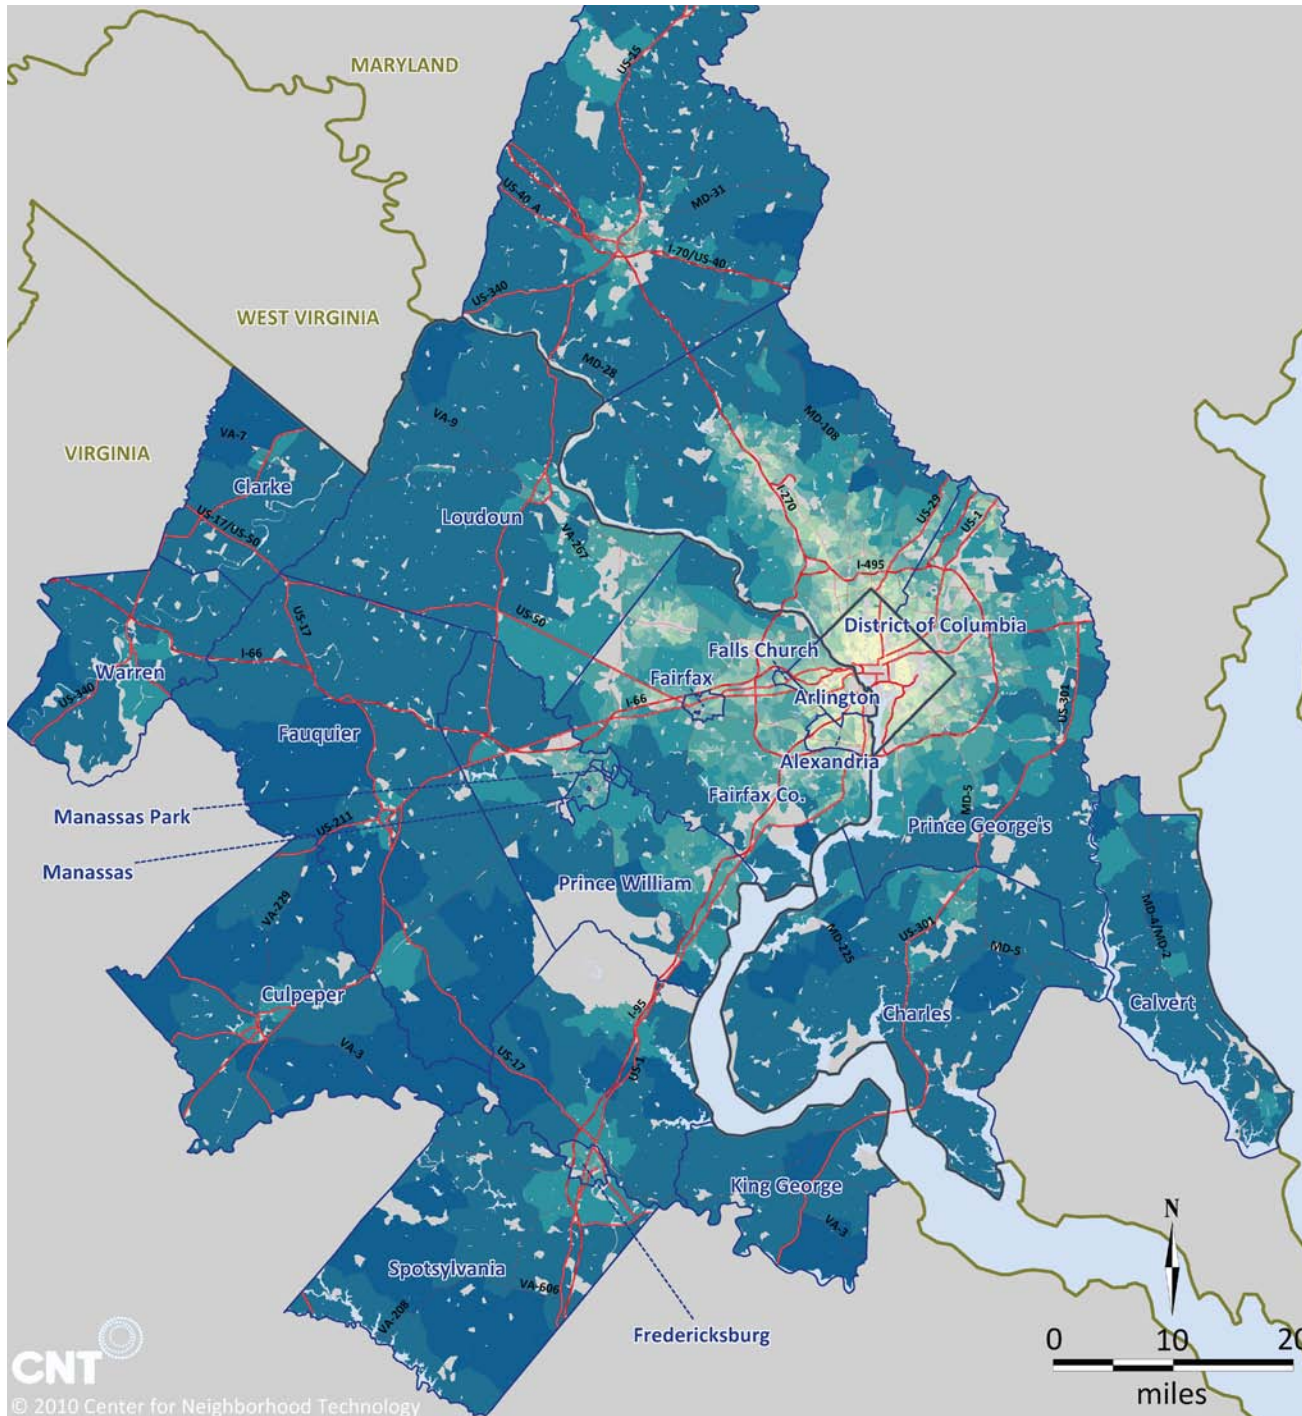 MARYLAND
US-15
MD-31
US-40 A
I-70/US-40
US-340
WEST VIRGINIA
MD-28
VA-9
MD-108
VA-7
VIRGINIA
Clarke
I-270
US-29
US-1
US-17/US-50
Loudoun
VA-267
I-495
US-17
US-50
District of Columbia
Falls Church
I-66
Warren
Fairfax
US-340
I-66
Arlington
US-301
Fauquier
Alexandria
Fairfax Co.
MD-5
Manassas Park
US-211
Prince George's
Manassas
Prince William
VA-229
US-301
MD-225
MD-5
MD-4/MD-2
Culpeper
Calvert
I-95
Charles
VA-3
US-17
US-1
King George
N
VA-3
Spotsylvania
VA-606
VA-208
Fredericksburg
0 10 20
miles
CNT
© 2010 Center for Neighborhood Technology